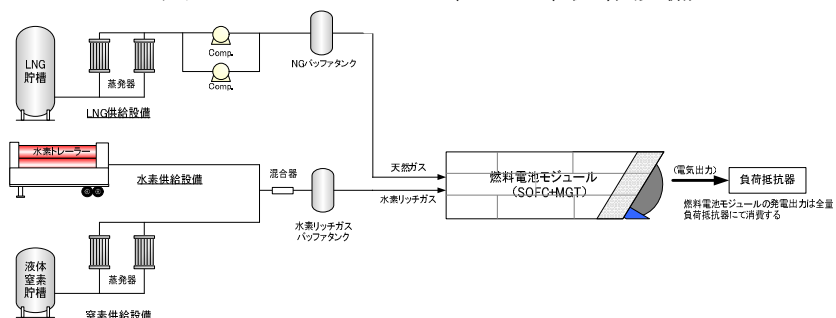 LNG
貯槽
蒸発器
LNG供給設備
Comp.
Comp.
NGバッファタンク
水素トレーラー
水素供給設備
混合器
水素リッチガス
バッファタンク
液体
窒素
貯槽
蒸発器
窒素供給設備
天然ガス
水素リッチガス
燃料電池モジュール
(SOFC+MGT)
(電気出力)
負荷抵抗器
燃料電池モジュールの発電出力は全量
負荷抵抗器にて消費する